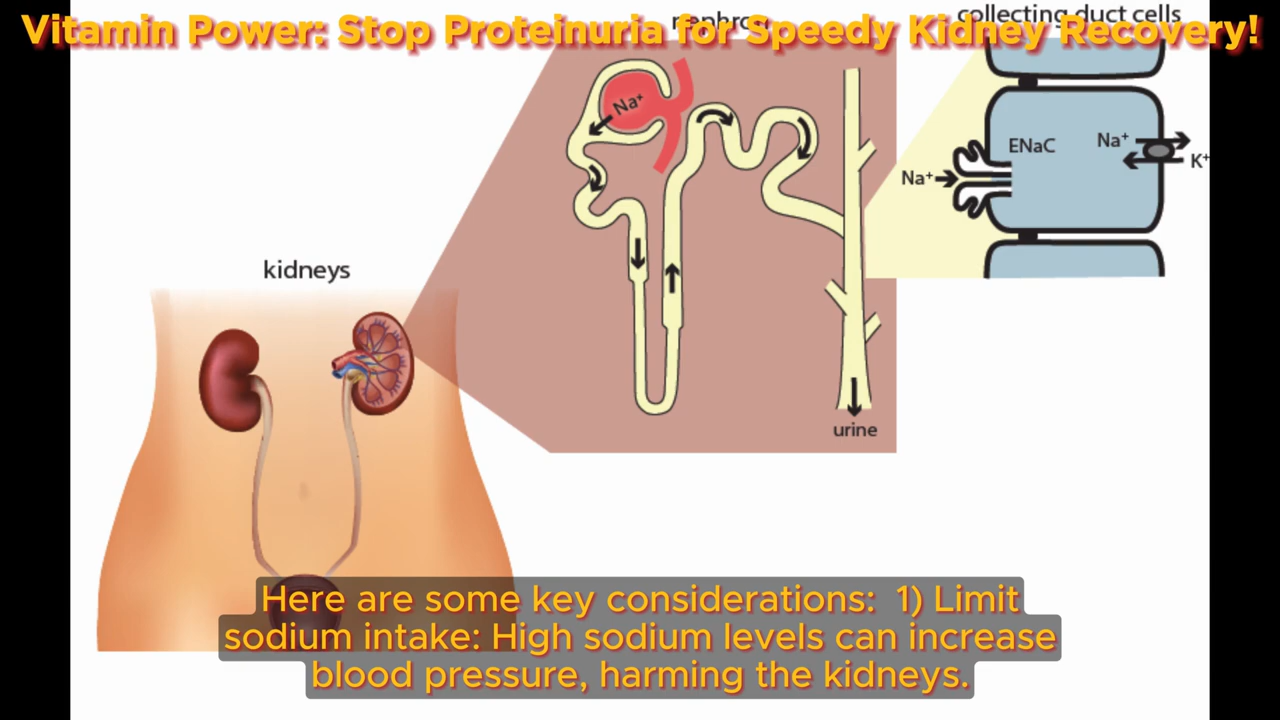 Vitamin Power: Stop Proteinuria for Speedy Kidney Recovery!
nephron
collecting duct cells
Na⁺
ENaC
Na⁺
K⁺
Na⁺
kidneys
urine
Here are some key considerations: 1) Limit
sodium intake: High sodium levels can increase
blood pressure, harming the kidneys.